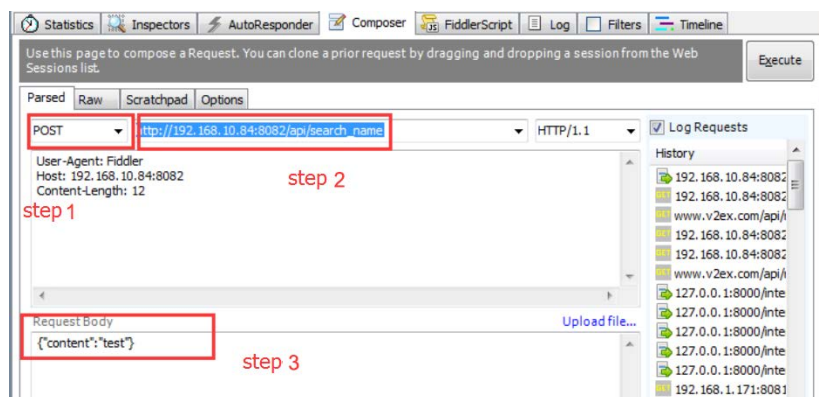 Statistics Inspectors AutoResponder Composer FiddlerScript Log Filters Timeline
Use this page to compose a Request. You can clone a prior request by dragging and dropping a session from the Web
Sessions list.
Execute
Parsed Raw Scratchpad Options
POST http://192.168.10.84:8082/api/search_name HTTP/1.1
Log Requests
User-Agent: Fiddler
Host: 192.168.10.84:8082
Content-Length: 12
step 1
step 2
History
192.168.10.84:8082
192.168.10.84:8082
www.v2ex.com/api/
192.168.10.84:8082
192.168.10.84:8082
www.v2ex.com/api/
127.0.0.1:8000/inte
127.0.0.1:8000/inte
127.0.0.1:8000/inte
127.0.0.1:8000/inte
127.0.0.1:8000/inte
192.168.1.171:8081
Request Body
Upload file...
{"content":"test"}
step 3